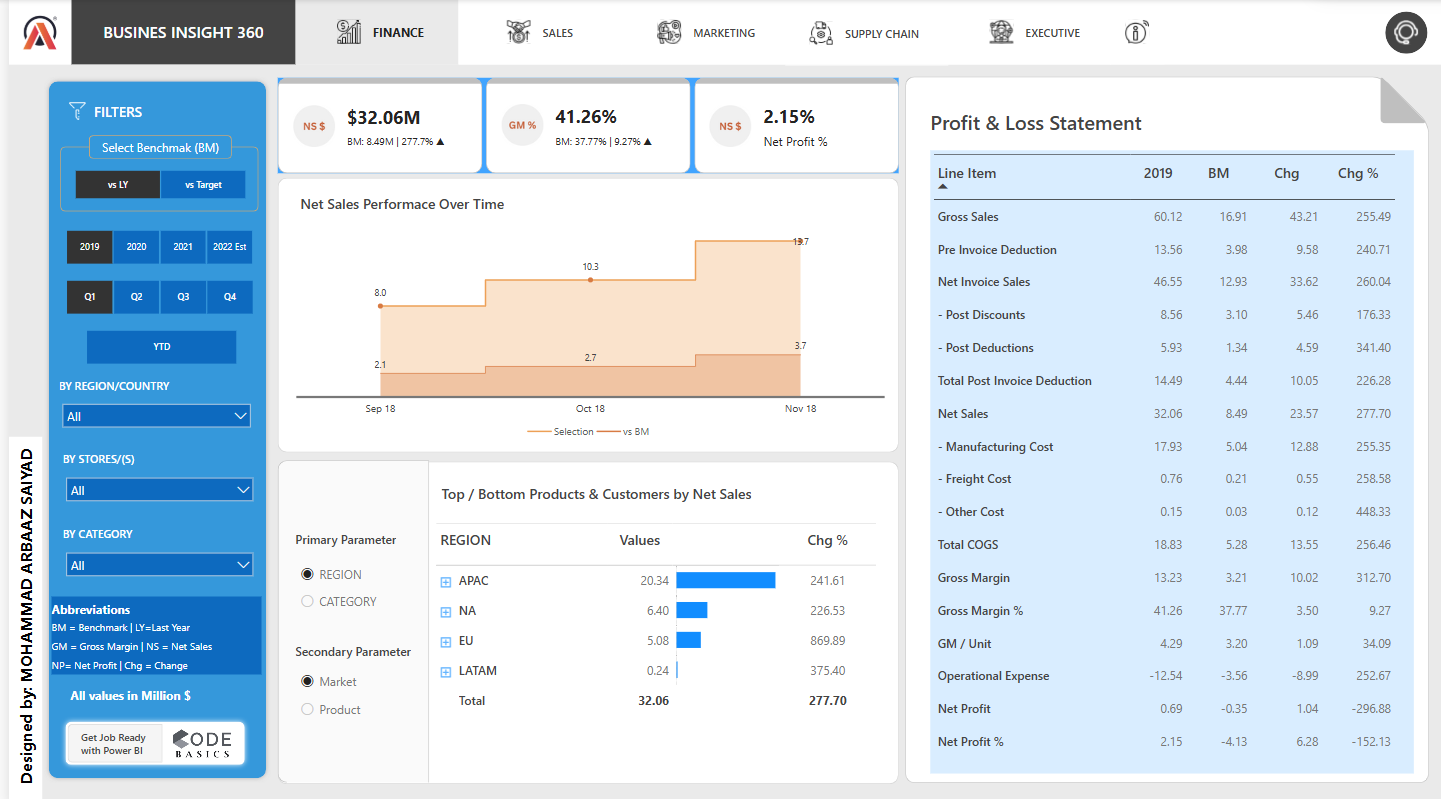 BUSINES INSIGHT 360
FINANCE
SALES
MARKETING
SUPPLY CHAIN
EXECUTIVE
FILTERS
Select Benchmak (BM)
vs LY vs Target
2019 2020 2021 2022 Est
Q1 Q2 Q3 Q4
YTD
BY REGION/COUNTRY
All
BY STORES/(S)
All
BY CATEGORY
All
Abbreviations
BM = Benchmark | LY=Last Year
GM = Gross Margin | NS = Net Sales
NP= Net Profit | Chg = Change
All values in Million $
Get Job Ready
with Power BI
CODE
BASICS
Designed by: MOHAMMAD ARBAAZ SAIYAD
NS $
$32.06M
BM: 8.49M | 277.7% ▲
GM %
41.26%
BM: 37.77% | 9.27% ▲
NS $
2.15%
Net Profit %
Net Sales Performace Over Time
8.0
10.3
13.7
2.1
2.7
3.7
Sep 18 Oct 18 Nov 18
Selection vs BM
Primary Parameter
REGION
CATEGORY
Secondary Parameter
Market
Product
Top / Bottom Products & Customers by Net Sales
REGION Values Chg %
APAC 20.34 241.61
NA 6.40 226.53
EU 5.08 869.89
LATAM 0.24 375.40
Total 32.06 277.70
Profit & Loss Statement
Line Item 2019 BM Chg Chg %
Gross Sales 60.12 16.91 43.21 255.49
Pre Invoice Deduction 13.56 3.98 9.58 240.71
Net Invoice Sales 46.55 12.93 33.62 260.04
- Post Discounts 8.56 3.10 5.46 176.33
- Post Deductions 5.93 1.34 4.59 341.40
Total Post Invoice Deduction 14.49 4.44 10.05 226.28
Net Sales 32.06 8.49 23.57 277.70
- Manufacturing Cost 17.93 5.04 12.88 255.35
- Freight Cost 0.76 0.21 0.55 258.58
- Other Cost 0.15 0.03 0.12 448.33
Total COGS 18.83 5.28 13.55 256.46
Gross Margin 13.23 3.21 10.02 312.70
Gross Margin % 41.26 37.77 3.50 9.27
GM / Unit 4.29 3.20 1.09 34.09
Operational Expense -12.54 -3.56 -8.99 252.67
Net Profit 0.69 -0.35 1.04 -296.88
Net Profit % 2.15 -4.13 6.28 -152.13